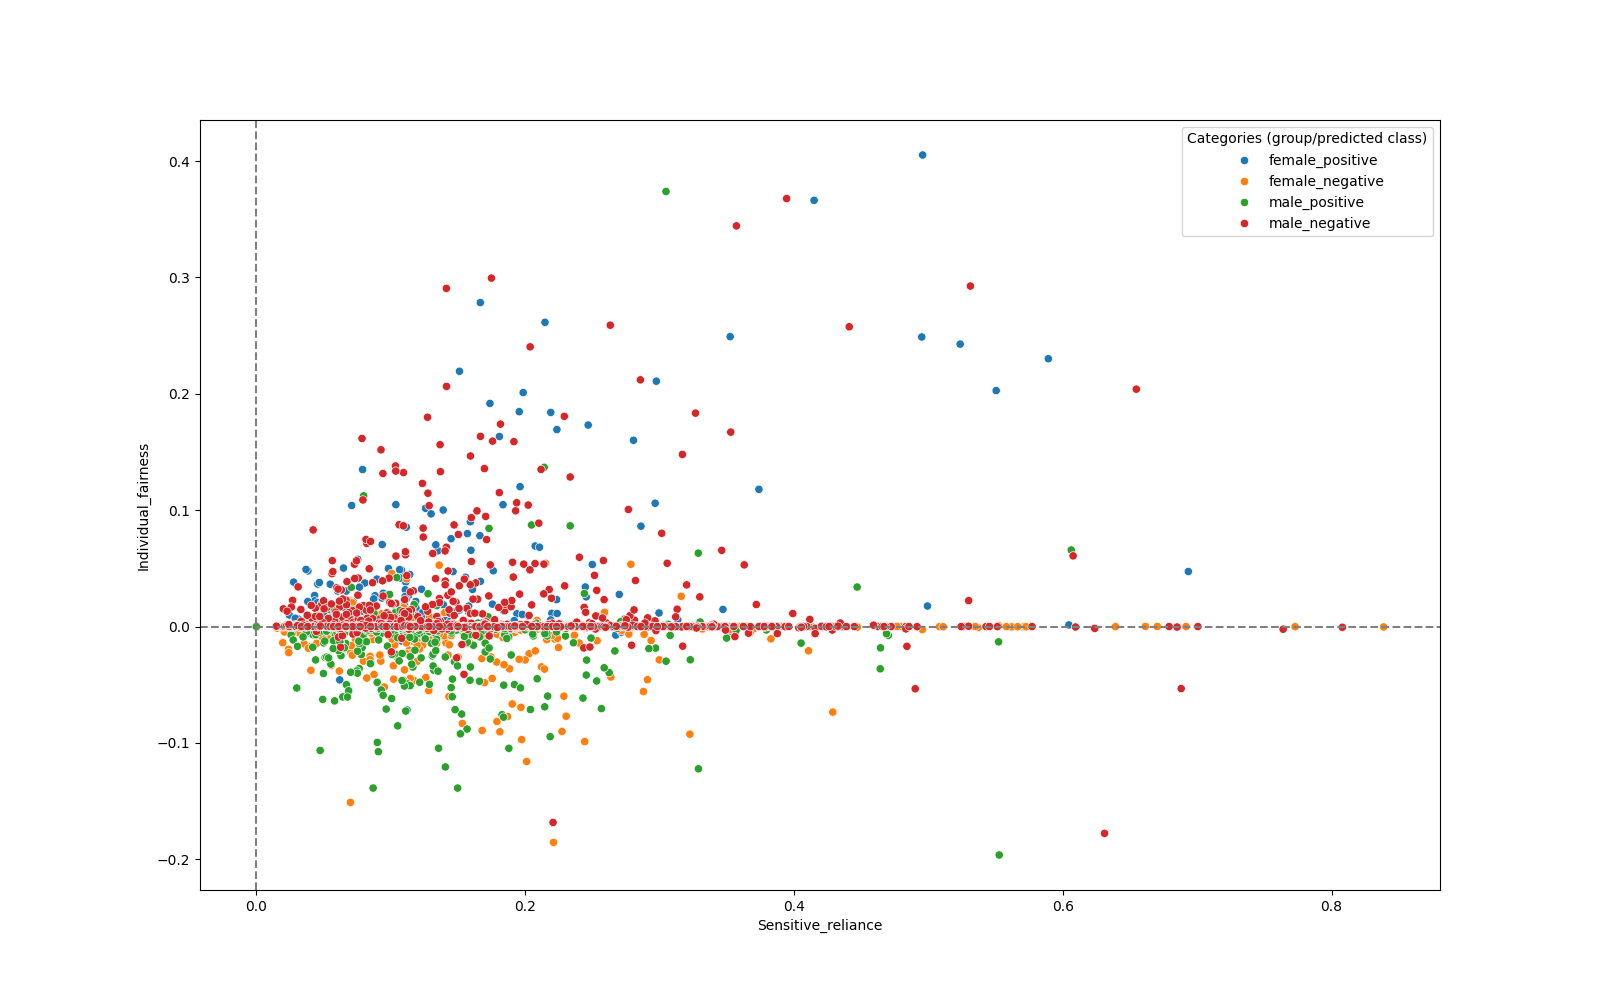 Categories (group/predicted class)
female_positive
female_negative
male_positive
male_negative
0.4
0.3
0.2
0.1
0.0
−0.1
−0.2
Individual_fairness
0.0 0.2 0.4 0.6 0.8
Sensitive_reliance